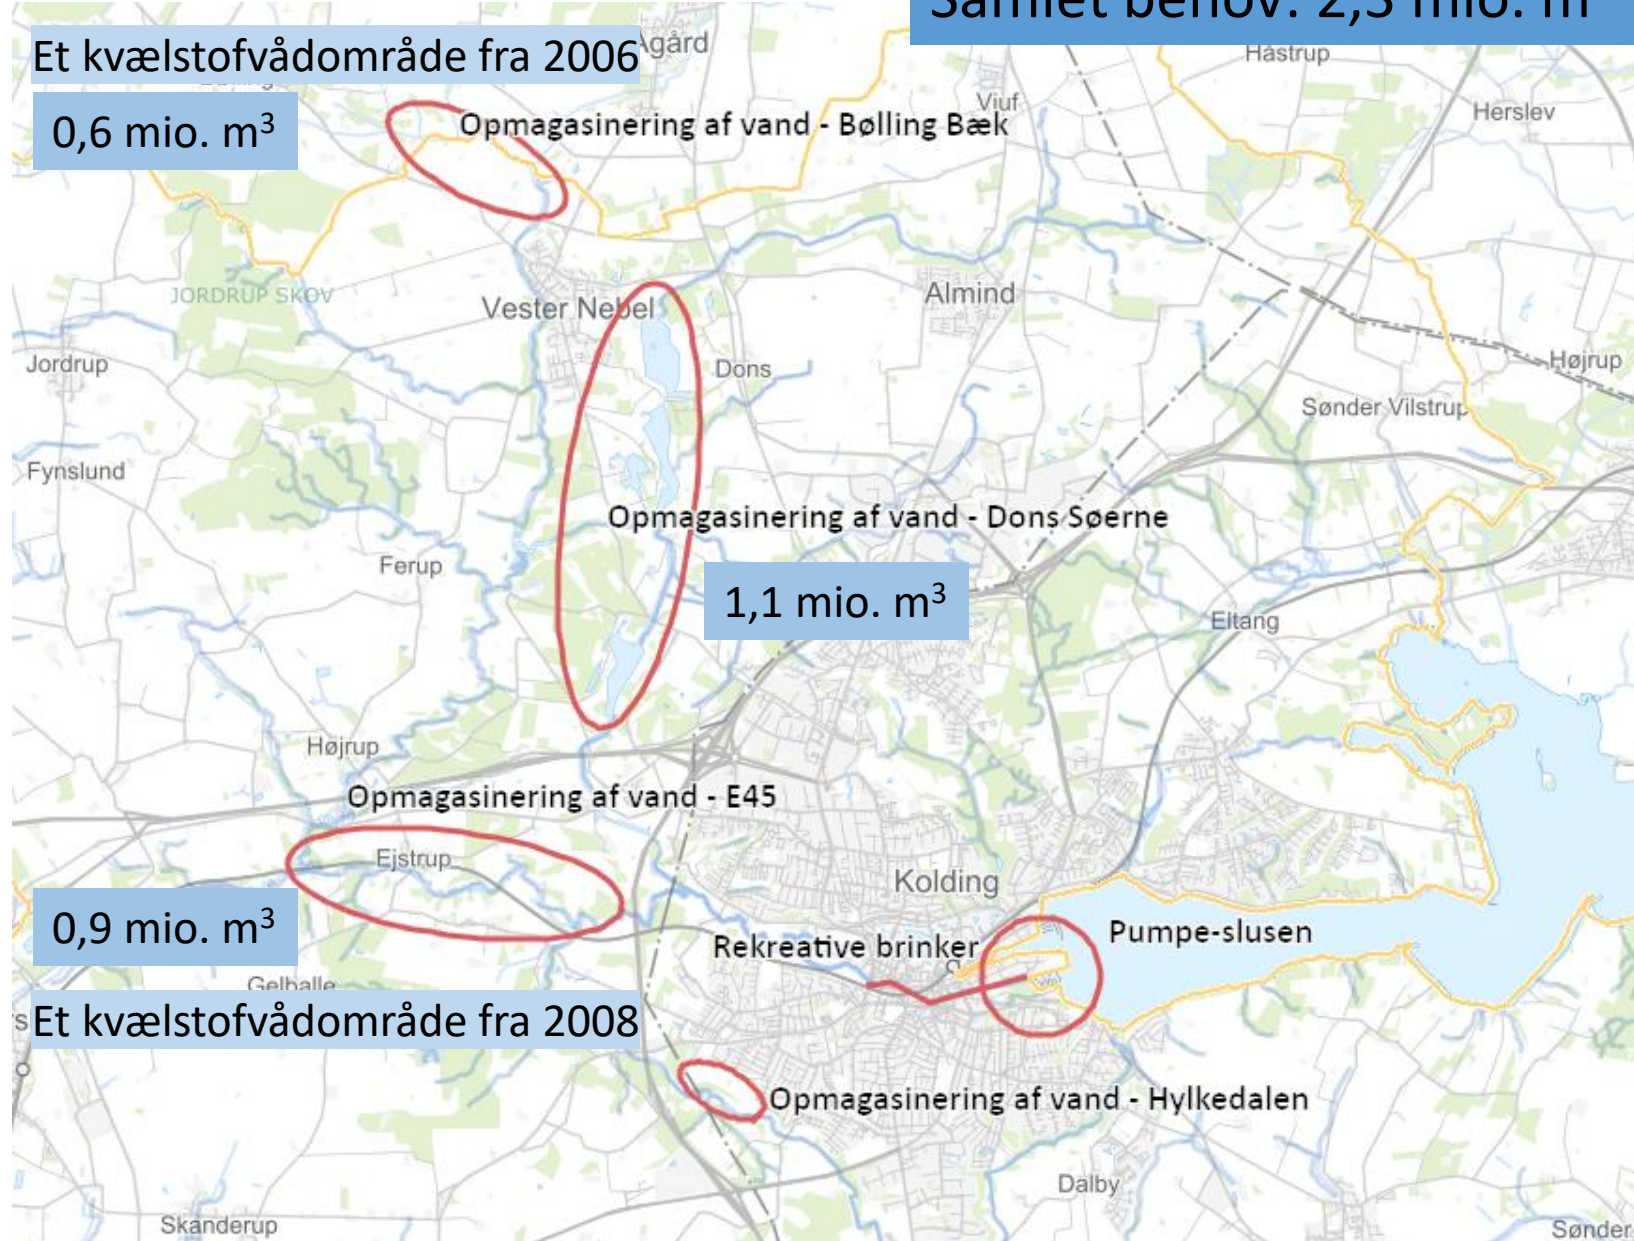 Samlet behov: 2,5 mio. m
Et kvælstofvådområde fra 2006
Ågård
Håstrup
0,6 mio. m³
Opmagasinering af vand - Bølling Bæk
Viuf
Herslev
JORDRUP SKOV
Vester Nebel
Almind
Jordrup
Dons
Højrup
Sønder Vilstrup
Fynslund
Opmagasinering af vand - Dons Søerne
Ferup
1,1 mio. m³
Eltang
Højrup
Opmagasinering af vand - E45
Ejstrup
Kolding
0,9 mio. m³
Rekreative brinker
Pumpe-slusen
Gelballe
Et kvælstofvådområde fra 2008
Opmagasinering af vand - Hylkedalen
Dalby
Skanderup
Sønder